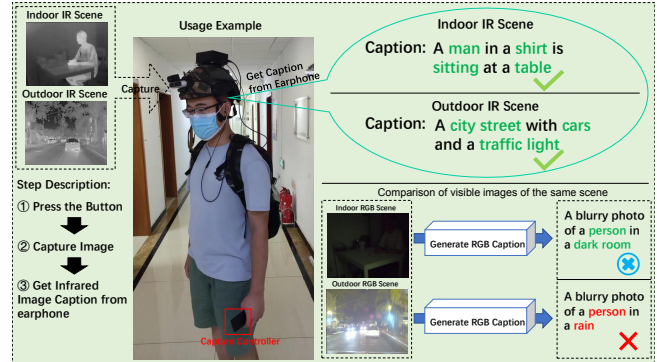 Indoor IR Scene
Outdoor IR Scene
Step Description:
① Press the Button
② Capture Image
③ Get Infrared
Image Caption from
earphone
Usage Example
Capture
Get Caption
from Earphone
Capture Controller
Indoor IR Scene
Caption: A man in a shirt is
sitting at a table
Outdoor IR Scene
Caption: A city street with cars
and a traffic light
Comparison of visible images of the same scene
Indoor RGB Scene
Generate RGB Caption
A blurry photo
of a person in
a dark room
Outdoor RGB Scene
Generate RGB Caption
A blurry photo
of a person in
a rain